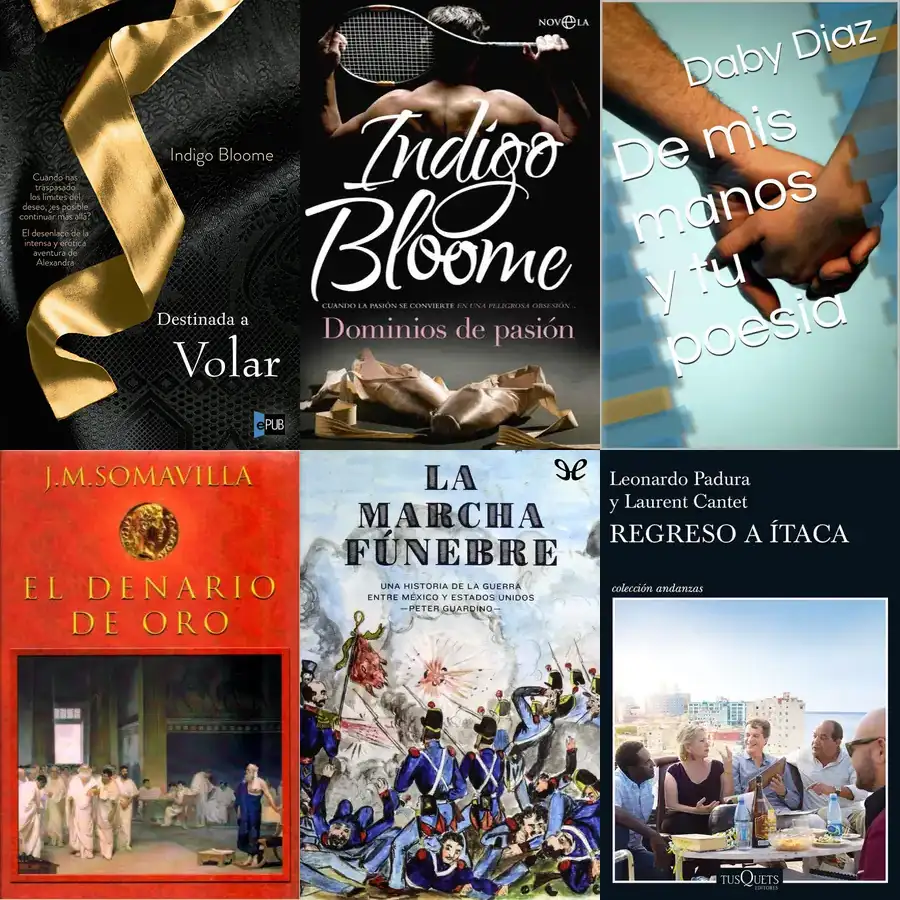 Indigo Bloome
Cuando has
traspasado
los límites del
deseo, ¿es posible
continuar más allá?
El desenlace de la
intensa y erótica
aventura de
Alexandra
Destinada a
Volar
ePUB
NOVELA
Indigo
Bloome
CUANDO LA PASIÓN SE CONVIERTE EN UNA PELIGROSA OBSESIÓN...
Dominios de pasión
Daby Diaz
De mis
manos
y tu
poesia
J.M.SOMAVILLA
EL DENARIO
DE ORO
LA
MARCHA
FÚNEBRE
UNA HISTORIA DE LA GUERRA
ENTRE MÉXICO Y ESTADOS UNIDOS
—PETER GUARDINO—
Leonardo Padura
y Laurent Cantet
REGRESO A ÍTACA
colección andanzas
TUSQUETS
EDITORES